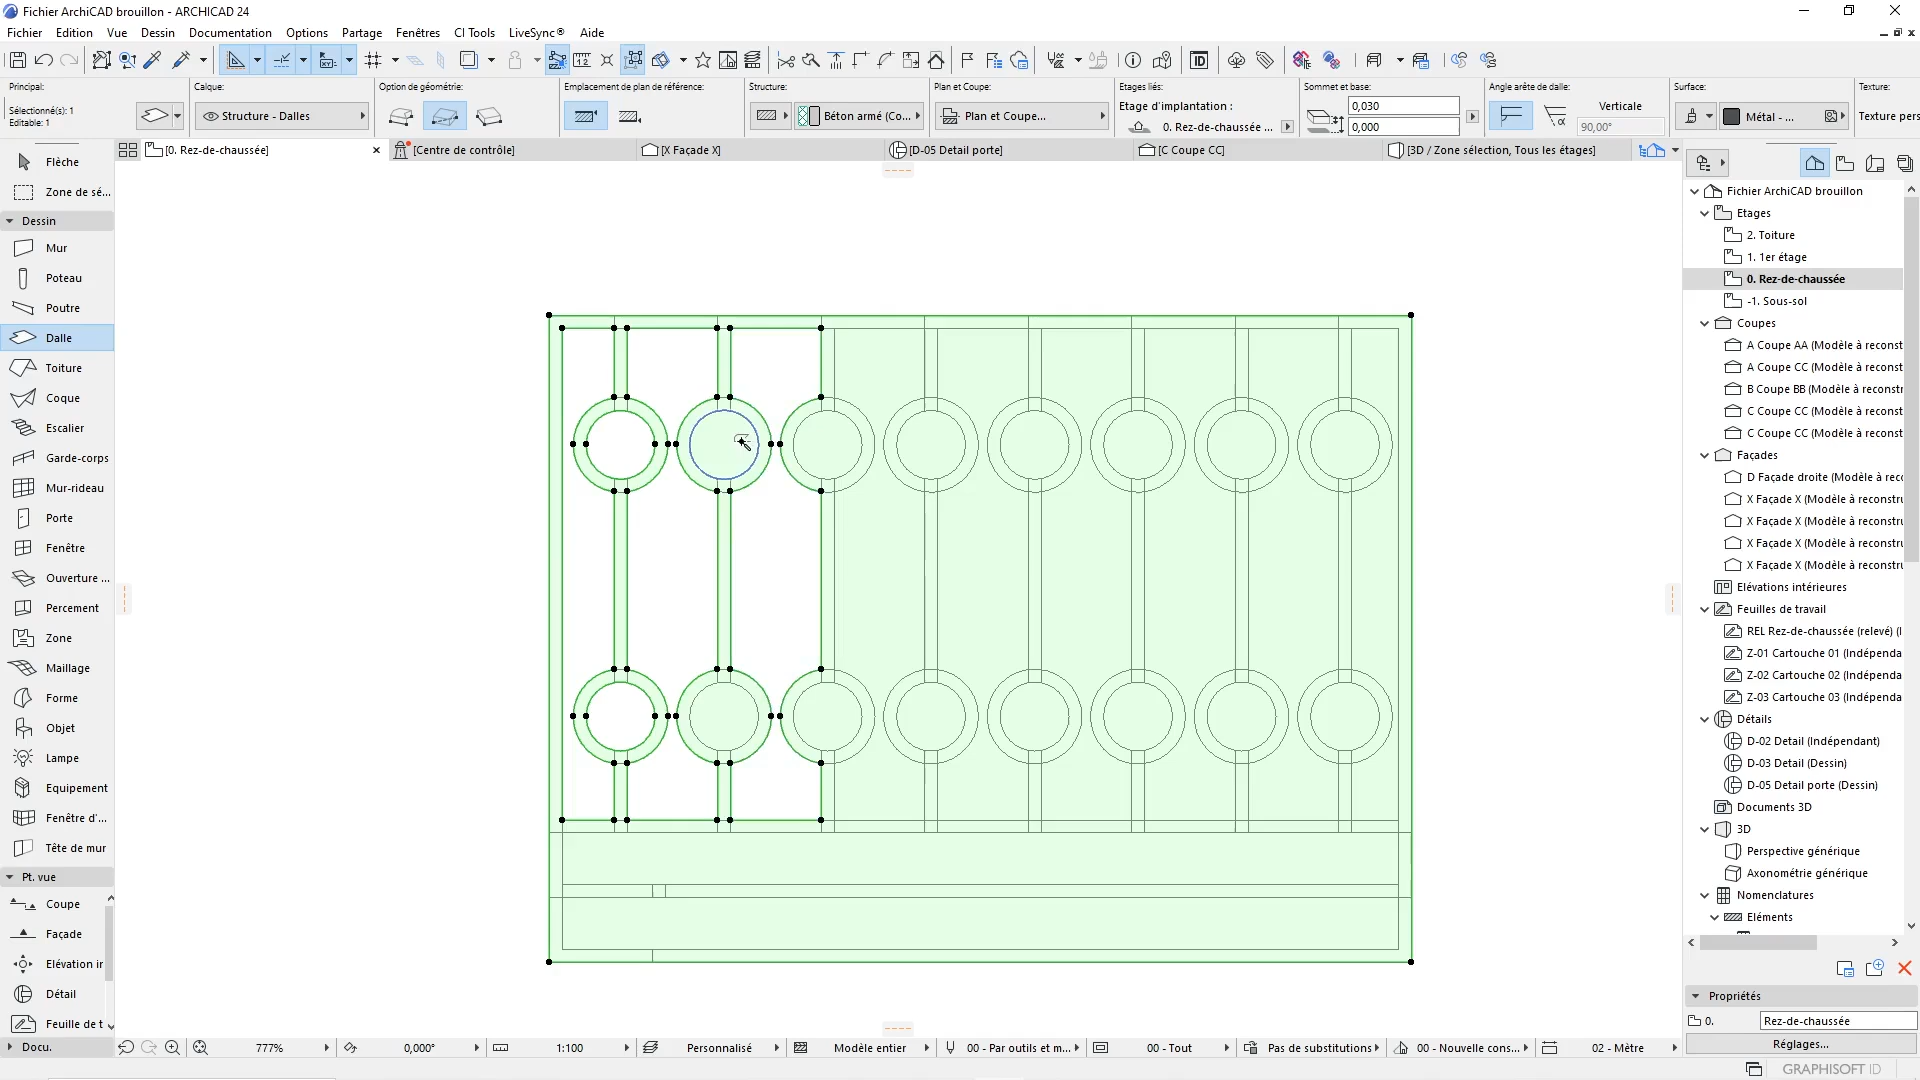 Fichier ArchiCAD brouillon - ARCHICAD 24
Fichier Edition Vue Dessin Documentation Options Partage Fenêtres CI Tools LiveSync® Aide
Principal:
Sélectionné(s): 1
Editable: 1
Calque:
Structure - Dalles
Option de géométrie:
Emplacement de plan de référence:
Structure:
Béton armé (Co...
Plan et Coupe:
Plan et Coupe...
Etages liés:
Etage d'implantation :
0. Rez-de-chaussée ...
Sommet et base:
0,030
0,000
Angle arête de dalle:
Verticale
90,00°
Surface:
Métal - ...
Texture:
Texture pers
[0. Rez-de-chaussée]
[Centre de contrôle]
[X Façade X]
[D-05 Detail porte]
[C Coupe CC]
[3D / Zone sélection, Tous les étages]
Flèche
Zone de sé...
Dessin
Mur
Poteau
Poutre
Dalle
Toiture
Coque
Escalier
Garde-corps
Mur-rideau
Porte
Fenêtre
Ouverture ...
Percement
Zone
Maillage
Forme
Objet
Lampe
Equipement
Fenêtre d'...
Tête de mur
Pt. vue
Coupe
Façade
Elévation ir
Détail
Feuille de t
Docu.
Fichier ArchiCAD brouillon
Etages
2. Toiture
1. 1er étage
0. Rez-de-chaussée
-1. Sous-sol
Coupes
A Coupe AA (Modèle à reconst
A Coupe CC (Modèle à reconst
B Coupe BB (Modèle à reconstr
C Coupe CC (Modèle à reconst
C Coupe CC (Modèle à reconst
Façades
D Façade droite (Modèle à reco
X Façade X (Modèle à reconstru
X Façade X (Modèle à reconstru
X Façade X (Modèle à reconstru
X Façade X (Modèle à reconstru
Elévations intérieures
Feuilles de travail
REL Rez-de-chaussée (relevé) (I
Z-01 Cartouche 01 (Indépenda
Z-02 Cartouche 02 (Indépenda
Z-03 Cartouche 03 (Indépenda
Détails
D-02 Detail (Indépendant)
D-03 Detail (Dessin)
D-05 Detail porte (Dessin)
Documents 3D
3D
Perspective générique
Axonométrie générique
Nomenclatures
Eléments
Propriétés
0. Rez-de-chaussée
Réglages...
777% 0,000° 1:100 Personnalisé Modèle entier 00 - Par outils et m... 00 - Tout Pas de substitutions 00 - Nouvelle cons... 02 - Mètre
GRAPHISOFT ID